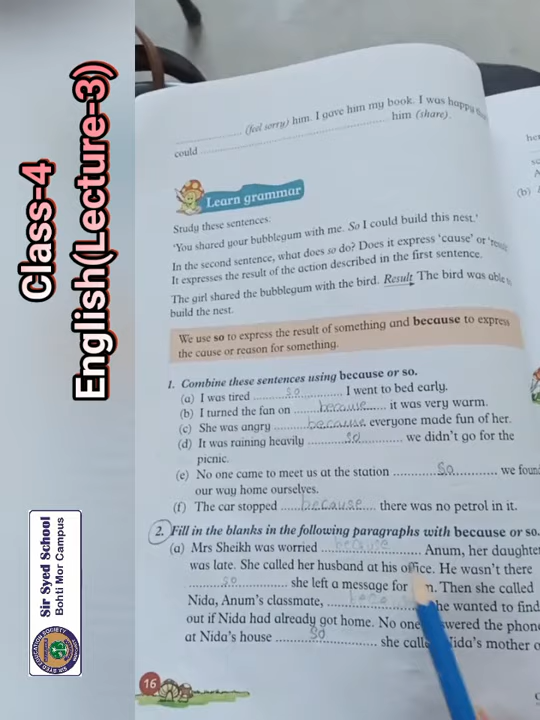 Class-4
English(Lecture-3)
Sir Syed School
Bohti Mor Campus
(feel sorry) him. I gave him my book. I was happy
could .................... him (share).
Learn grammar
Study these sentences:
'You shared your bubblegum with me. So I could build this nest.'
In the second sentence, what does so do? Does it express 'cause' or
It expresses the result of the action described in the first sentence.
The girl shared the bubblegum with the bird. Result The bird was able
build the nest.
We use so to express the result of something and because to express
the cause or reason for something.
1. Combine these sentences using because or so.
(a) I was tired so I went to bed early.
(b) I turned the fan on because it was very warm.
(c) She was angry because everyone made fun of her.
(d) It was raining heavily so we didn't go for the
picnic.
(e) No one came to meet us at the station so we foun
our way home ourselves.
(f) The car stopped because there was no petrol in it.
2. Fill in the blanks in the following paragraphs with because or so.
(a) Mrs Sheikh was worried because Anum, her daughte
was late. She called her husband at his office. He wasn't there
so she left a message for Then she called
Nida, Anum's classmate, he wanted to find
out if Nida had already got home. No one the phon
at Nida's house so she Nida's mother
16
(b)